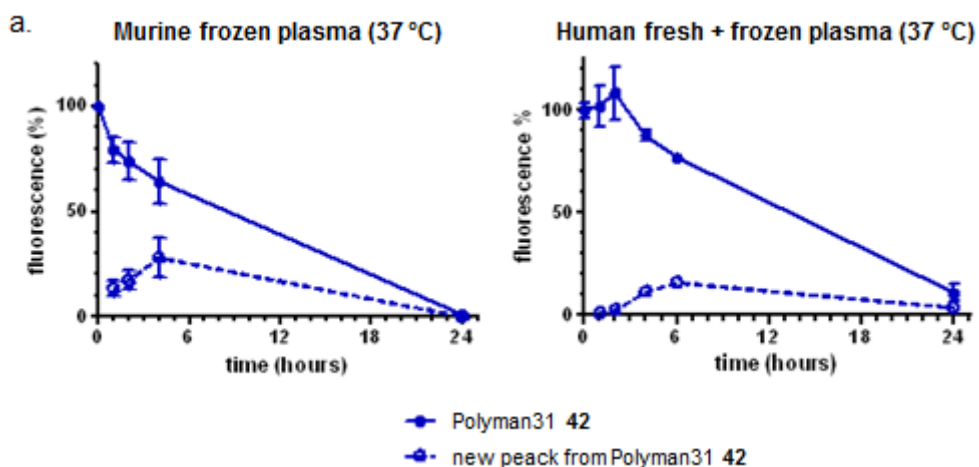 a.
Murine frozen plasma (37 ºC)
fluorescence (%)
100
50
0
0 6 12 18 24
time (hours)
Human fresh + frozen plasma (37 ºC)
fluorescence %
100
50
0
0 6 12 18 24
time (hours)
Polyman31 42
new peack from Polyman31 42